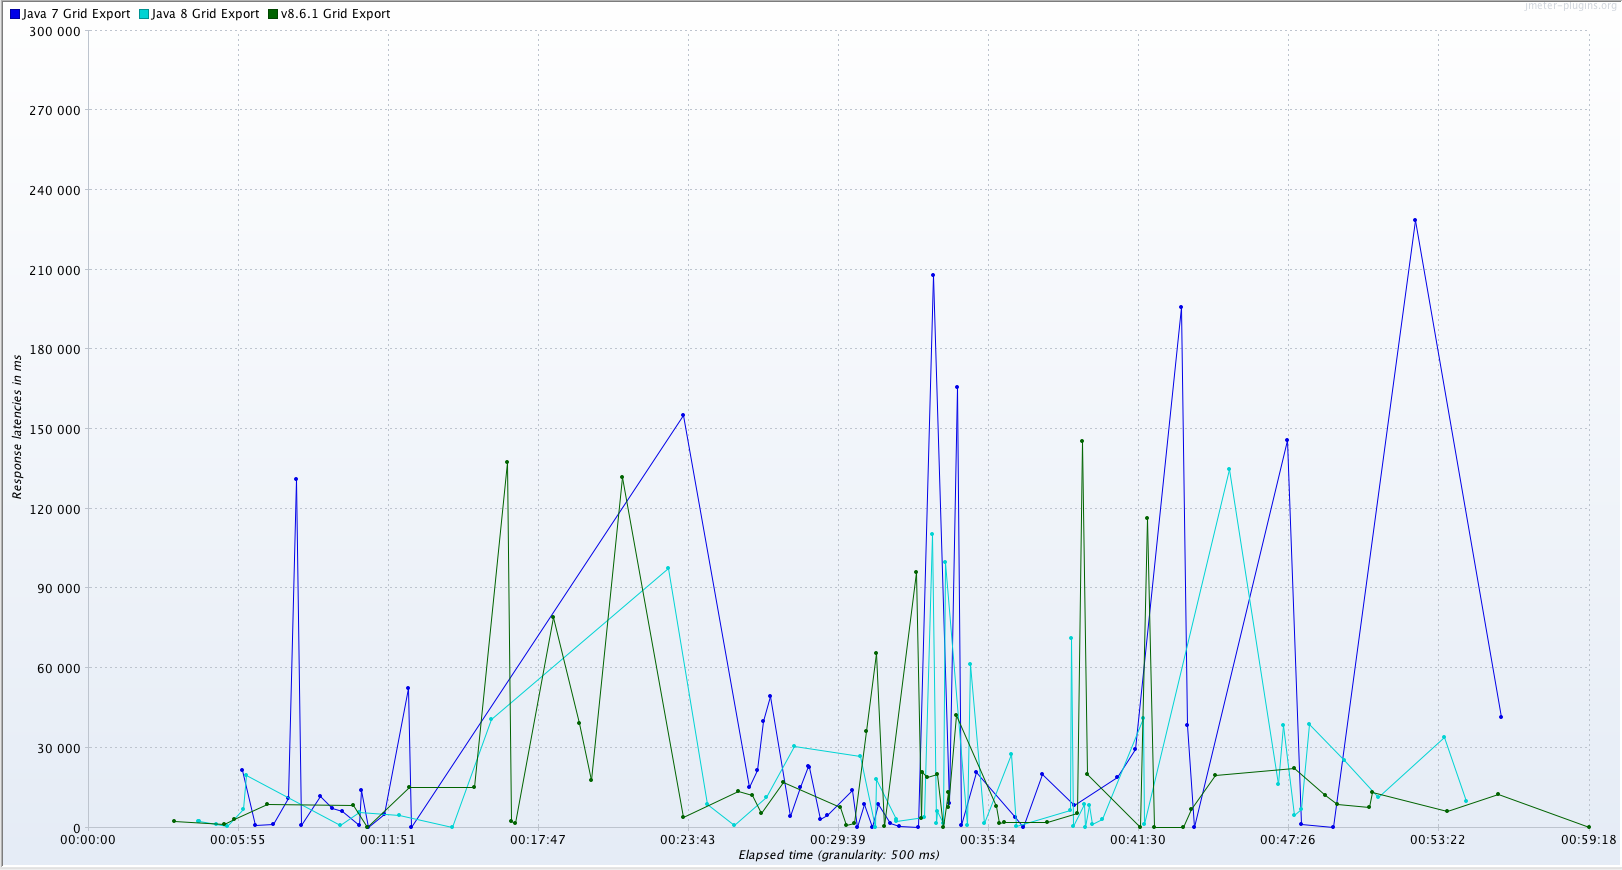 Java 7 Grid Export Java 8 Grid Export v8.6.1 Grid Export
jmeter-plugins.org
300 000
270 000
240 000
210 000
180 000
150 000
120 000
90 000
60 000
30 000
0
Response latencies in ms
00:00:00 00:05:55 00:11:51 00:17:47 00:23:43 00:29:39 00:35:34 00:41:30 00:47:26 00:53:22 00:59:18
Elapsed time (granularity: 500 ms)